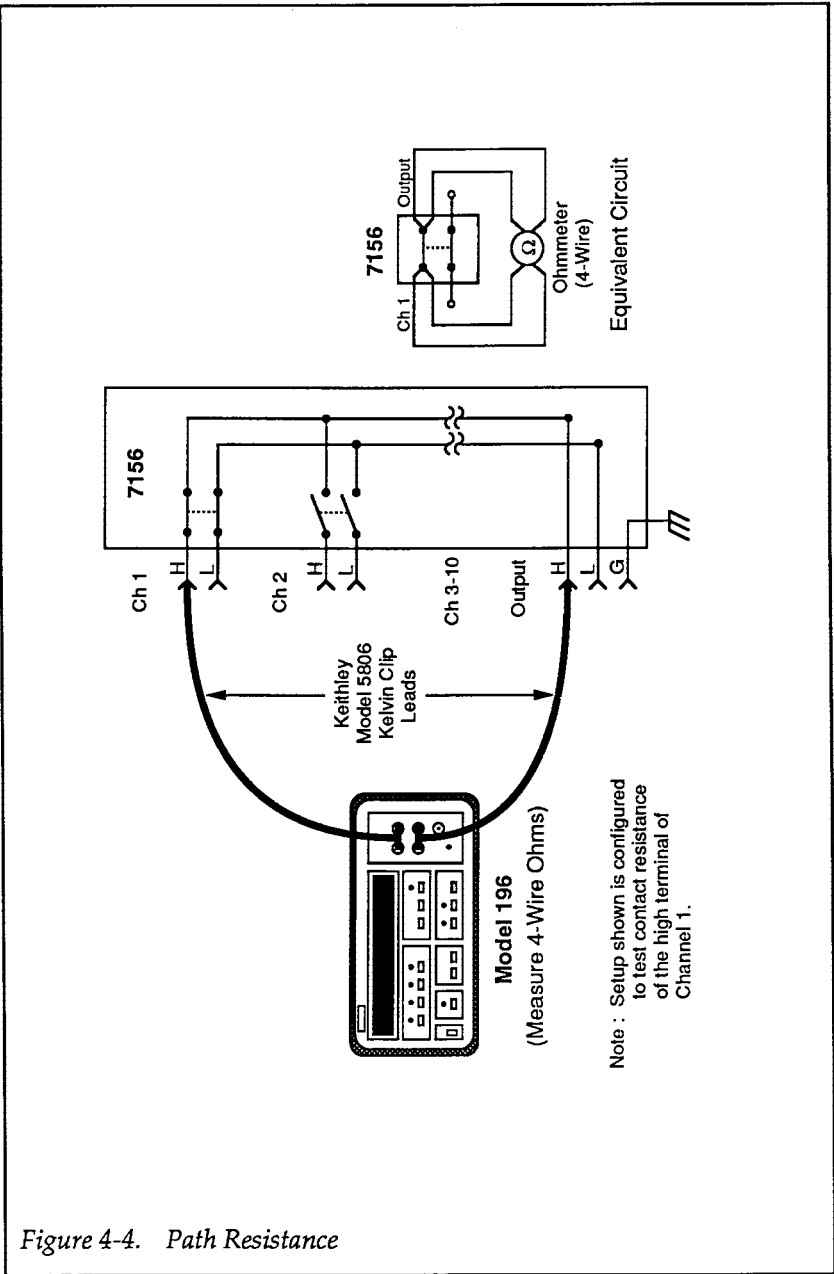 7156
Ch 1
Output
Ω
Ohmmeter
(4-Wire)
Equivalent Circuit
7156
Ch 1
H
L
Ch 2
H
L
Ch 3-10
Output
H
L
G
Keithley
Model 5806
Kelvin Clip
Leads
Model 196
(Measure 4-Wire Ohms)
Note : Setup shown is configured
to test contact resistance
of the high terminal of
Channel 1.
Figure 4-4. Path Resistance